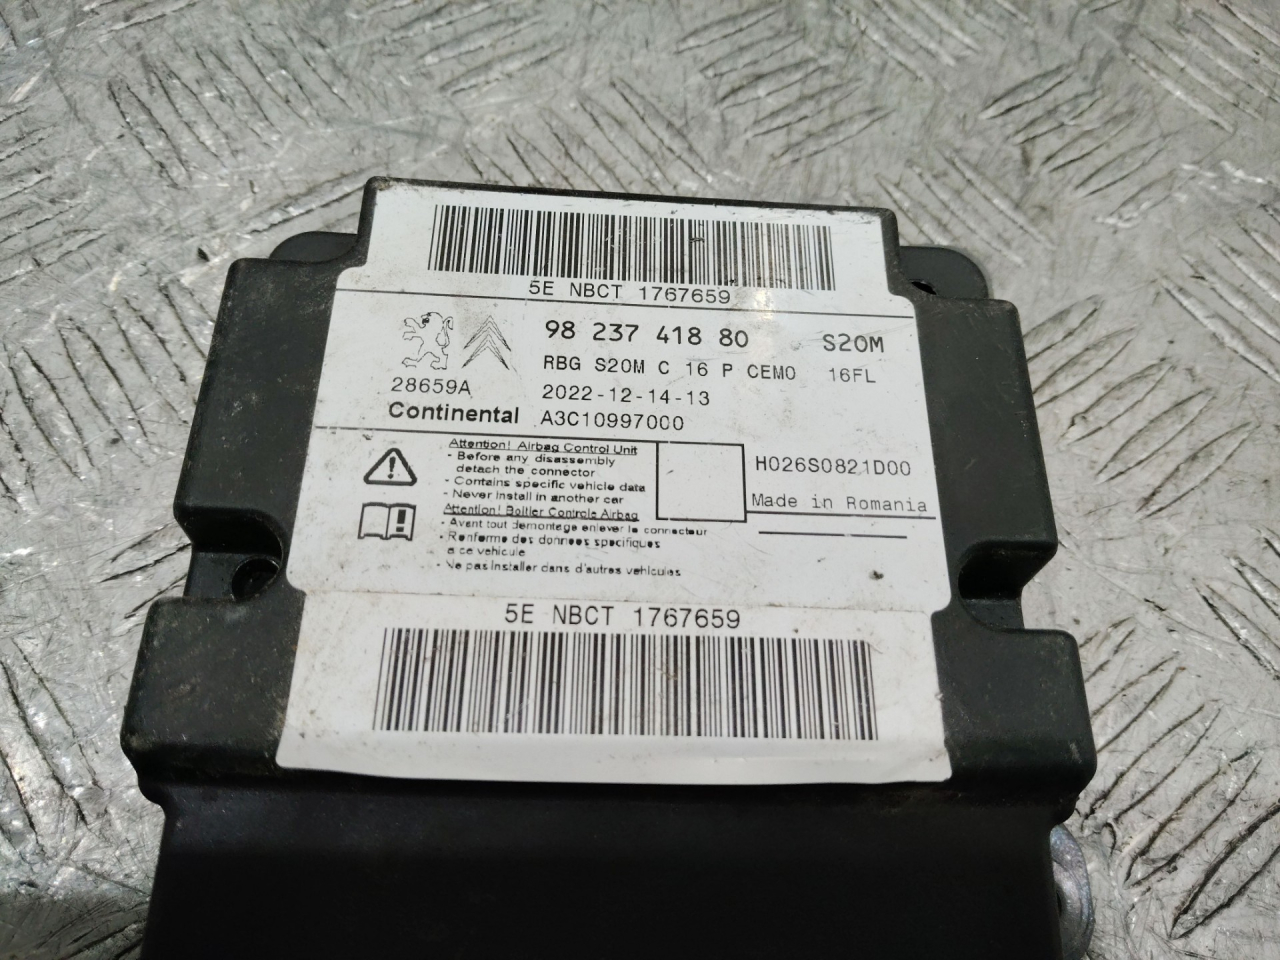 5E NBCT 1767659
98 237 418 80 S20M
RBG S20M C 16 P CEMO 16FL
28659A 2022-12-14-13
Continental A3C10997000
Attention! Airbag Control Unit
- Before any disassembly
detach the connector
- Contains specific vehicle data
- Never install in another car
Attention! Boitier Controle Airbag
- Avant tout demontage enlever le connecteur
- Renferme des donnees specifiques
a ce vehicule
- Ne pas installer dans d'autres vehicules
H026S0821D00
Made in Romania
5E NBCT 1767659